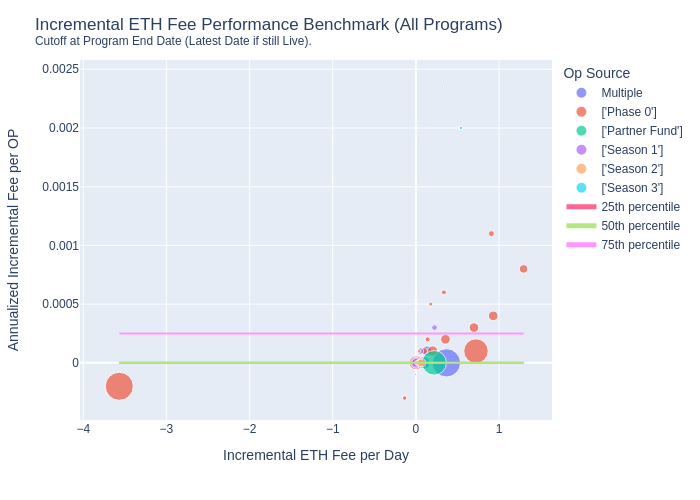 Incremental ETH Fee Performance Benchmark (All Programs)
Cutoff at Program End Date (Latest Date if still Live).
Annualized Incremental Fee per OP
0.0025
0.002
0.0015
0.001
0.0005
0
−4
−3
−2
−1
0
1
Incremental ETH Fee per Day
Op Source
Multiple
['Phase 0']
['Partner Fund']
['Season 1']
['Season 2']
['Season 3']
25th percentile
50th percentile
75th percentile